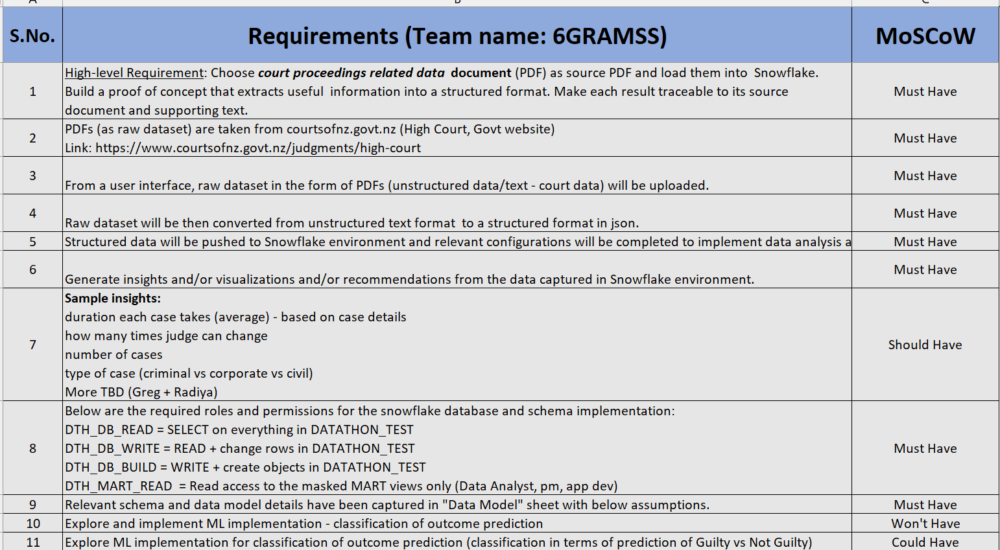 A B C
S.No. Requirements (Team name: 6GRAMSS) MoSCoW
High-level Requirement: Choose court proceedings related data document (PDF) as source PDF and load them into Snowflake.
1 Build a proof of concept that extracts useful information into a structured format. Make each result traceable to its source Must Have
document and supporting text.
PDFs (as raw dataset) are taken from courtsofnz.govt.nz (High Court, Govt website)
2 Must Have
Link: https://www.courtsofnz.govt.nz/judgments/high-court
3 Must Have
From a user interface, raw dataset in the form of PDFs (unstructured data/text - court data) will be uploaded.
4 Must Have
Raw dataset will be then converted from unstructured text format to a structured format in json.
5 Structured data will be pushed to Snowflake environment and relevant configurations will be completed to implement data analysis a Must Have
6 Must Have
Generate insights and/or visualizations and/or recommendations from the data captured in Snowflake environment.
Sample insights:
duration each case takes (average) - based on case details
how many times judge can change
7 Should Have
number of cases
type of case (criminal vs corporate vs civil)
More TBD (Greg + Radiya)
Below are the required roles and permissions for the snowflake database and schema implementation:
DTH_DB_READ = SELECT on everything in DATATHON_TEST
8 DTH_DB_WRITE = READ + change rows in DATATHON_TEST Must Have
DTH_DB_BUILD = WRITE + create objects in DATATHON_TEST
DTH_MART_READ = Read access to the masked MART views only (Data Analyst, pm, app dev)
9 Relevant schema and data model details have been captured in "Data Model" sheet with below assumptions. Must Have
10 Explore and implement ML implementation - classification of outcome prediction Won't Have
11 Explore ML implementation for classification of outcome prediction (classification in terms of prediction of Guilty vs Not Guilty) Could Have